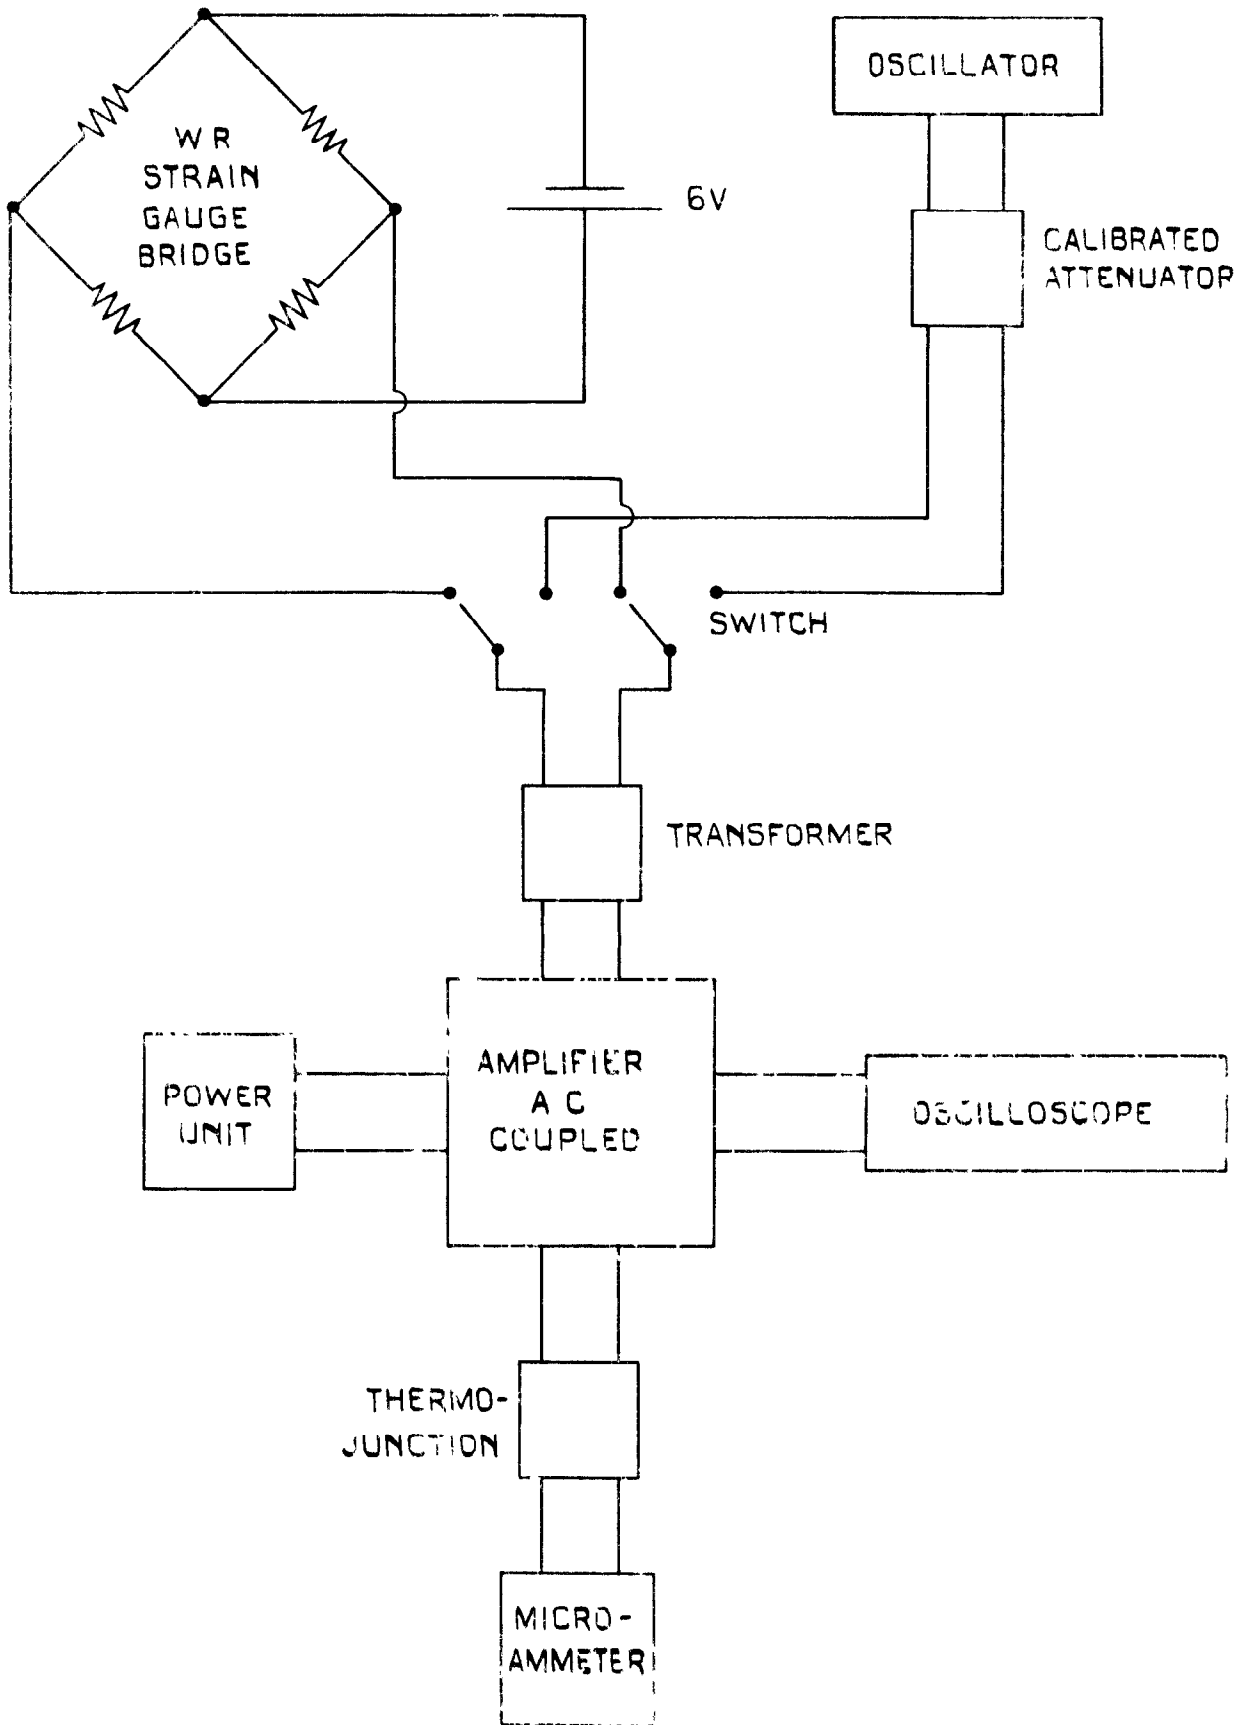 OSCILLATOR
W R
STRAIN
GAUGE
BRIDGE
6V
CALIBRATED
ATTENUATOR
SWITCH
TRANSFORMER
AMPLIFIER
A C
COUPLED
POWER
UNIT
OSCILLOSCOPE
THERMO-
JUNCTION
MICRO-
AMMETER